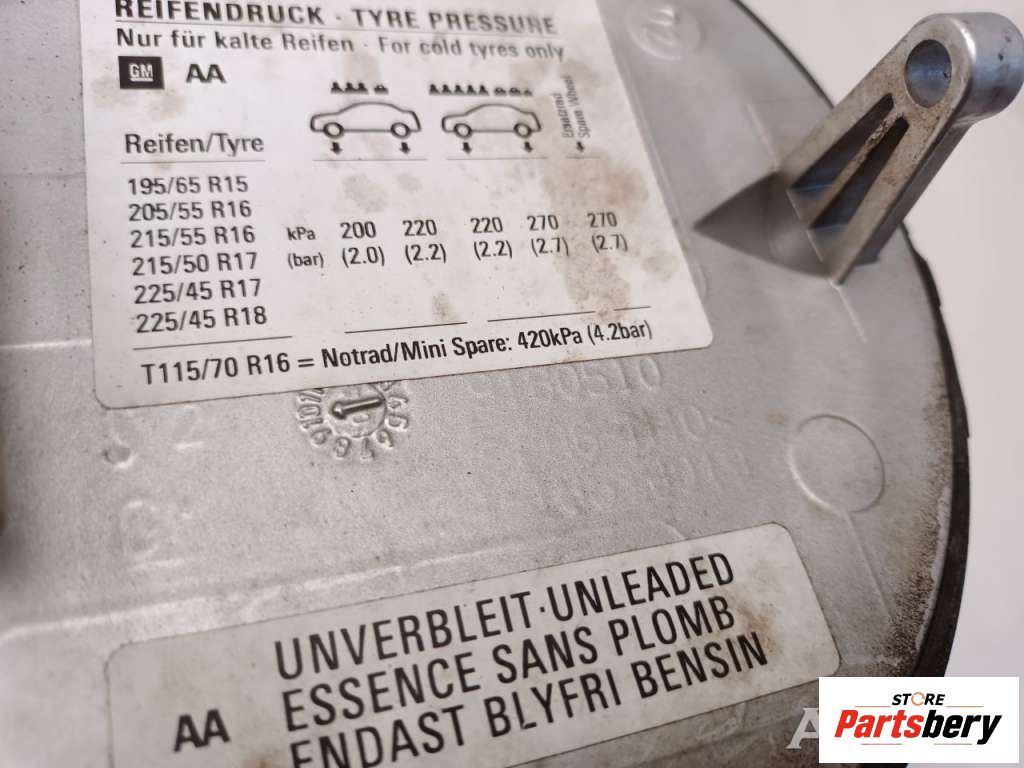 REIFENDRUCK · TYRE PRESSURE
Nur für kalte Reifen · For cold tyres only
GM AA
Ersatzrad
Spare Wheel
Reifen/Tyre
195/65 R15
205/55 R16
215/55 R16 kPa 200 220 220 270 270
215/50 R17 (bar) (2.0) (2.2) (2.2) (2.7) (2.7)
225/45 R17
225/45 R18
T115/70 R16 = Notrad/Mini Spare: 420kPa (4.2bar)
UNVERBLEIT·UNLEADED
ESSENCE SANS PLOMB
AA ENDAST BLYFRI BENSIN
STORE
Partsbery